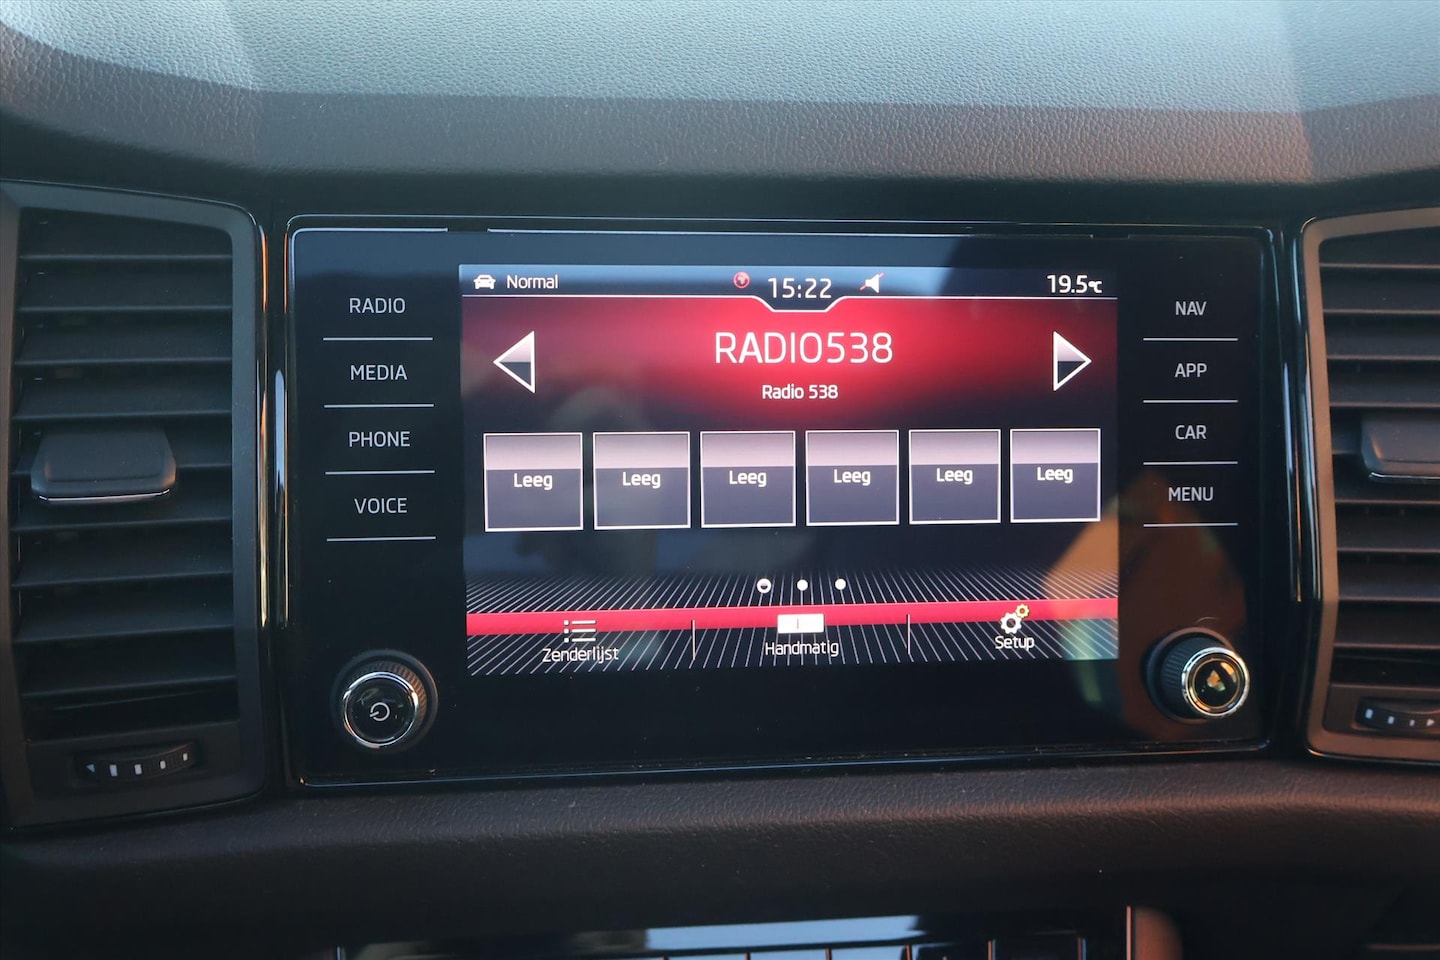 Normal
15:22
19.5°C
RADIO
MEDIA
PHONE
VOICE
RADIO538
Radio 538
Leeg
Leeg
Leeg
Leeg
Leeg
Leeg
Zenderlijst
Handmatig
Setup
NAV
APP
CAR
MENU